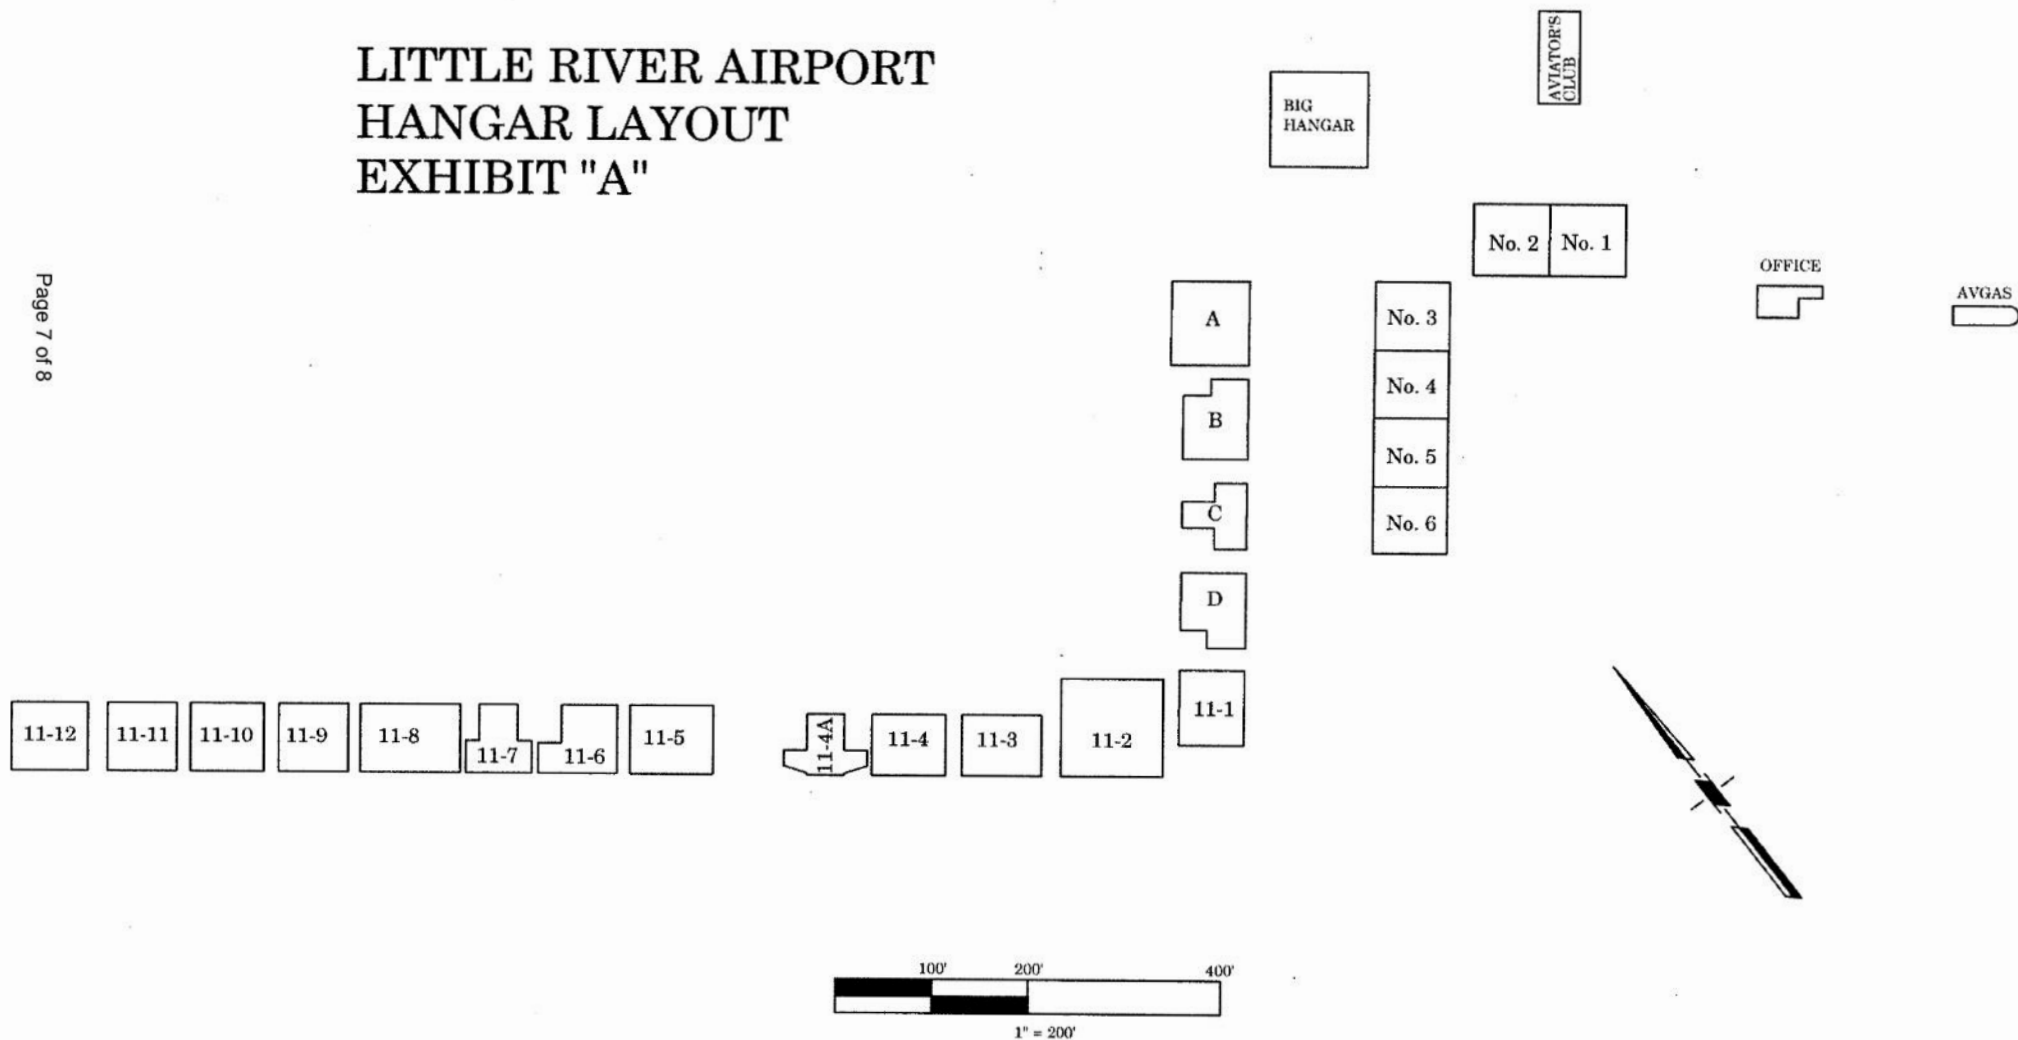 LITTLE RIVER AIRPORT
HANGAR LAYOUT
EXHIBIT "A"
AVIATOR'S
CLUB
BIG
HANGAR
No. 2
No. 1
OFFICE
AVGAS
Page 7 of 8
A
No. 3
B
No. 4
No. 5
C
No. 6
D
11-12
11-11
11-10
11-9
11-8
11-7
11-6
11-5
11-4A
11-4
11-3
11-2
11-1
100'
200'
400'
1" = 200'